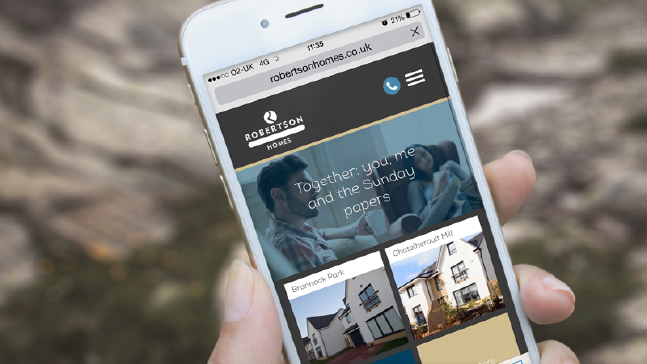 O2-UK 4G 11:35 21%
robertsonhomes.co.uk
ROBERTSON
HOMES
Together: you, me
and the Sunday
papers
Brannock Park
Chatelherault Mill